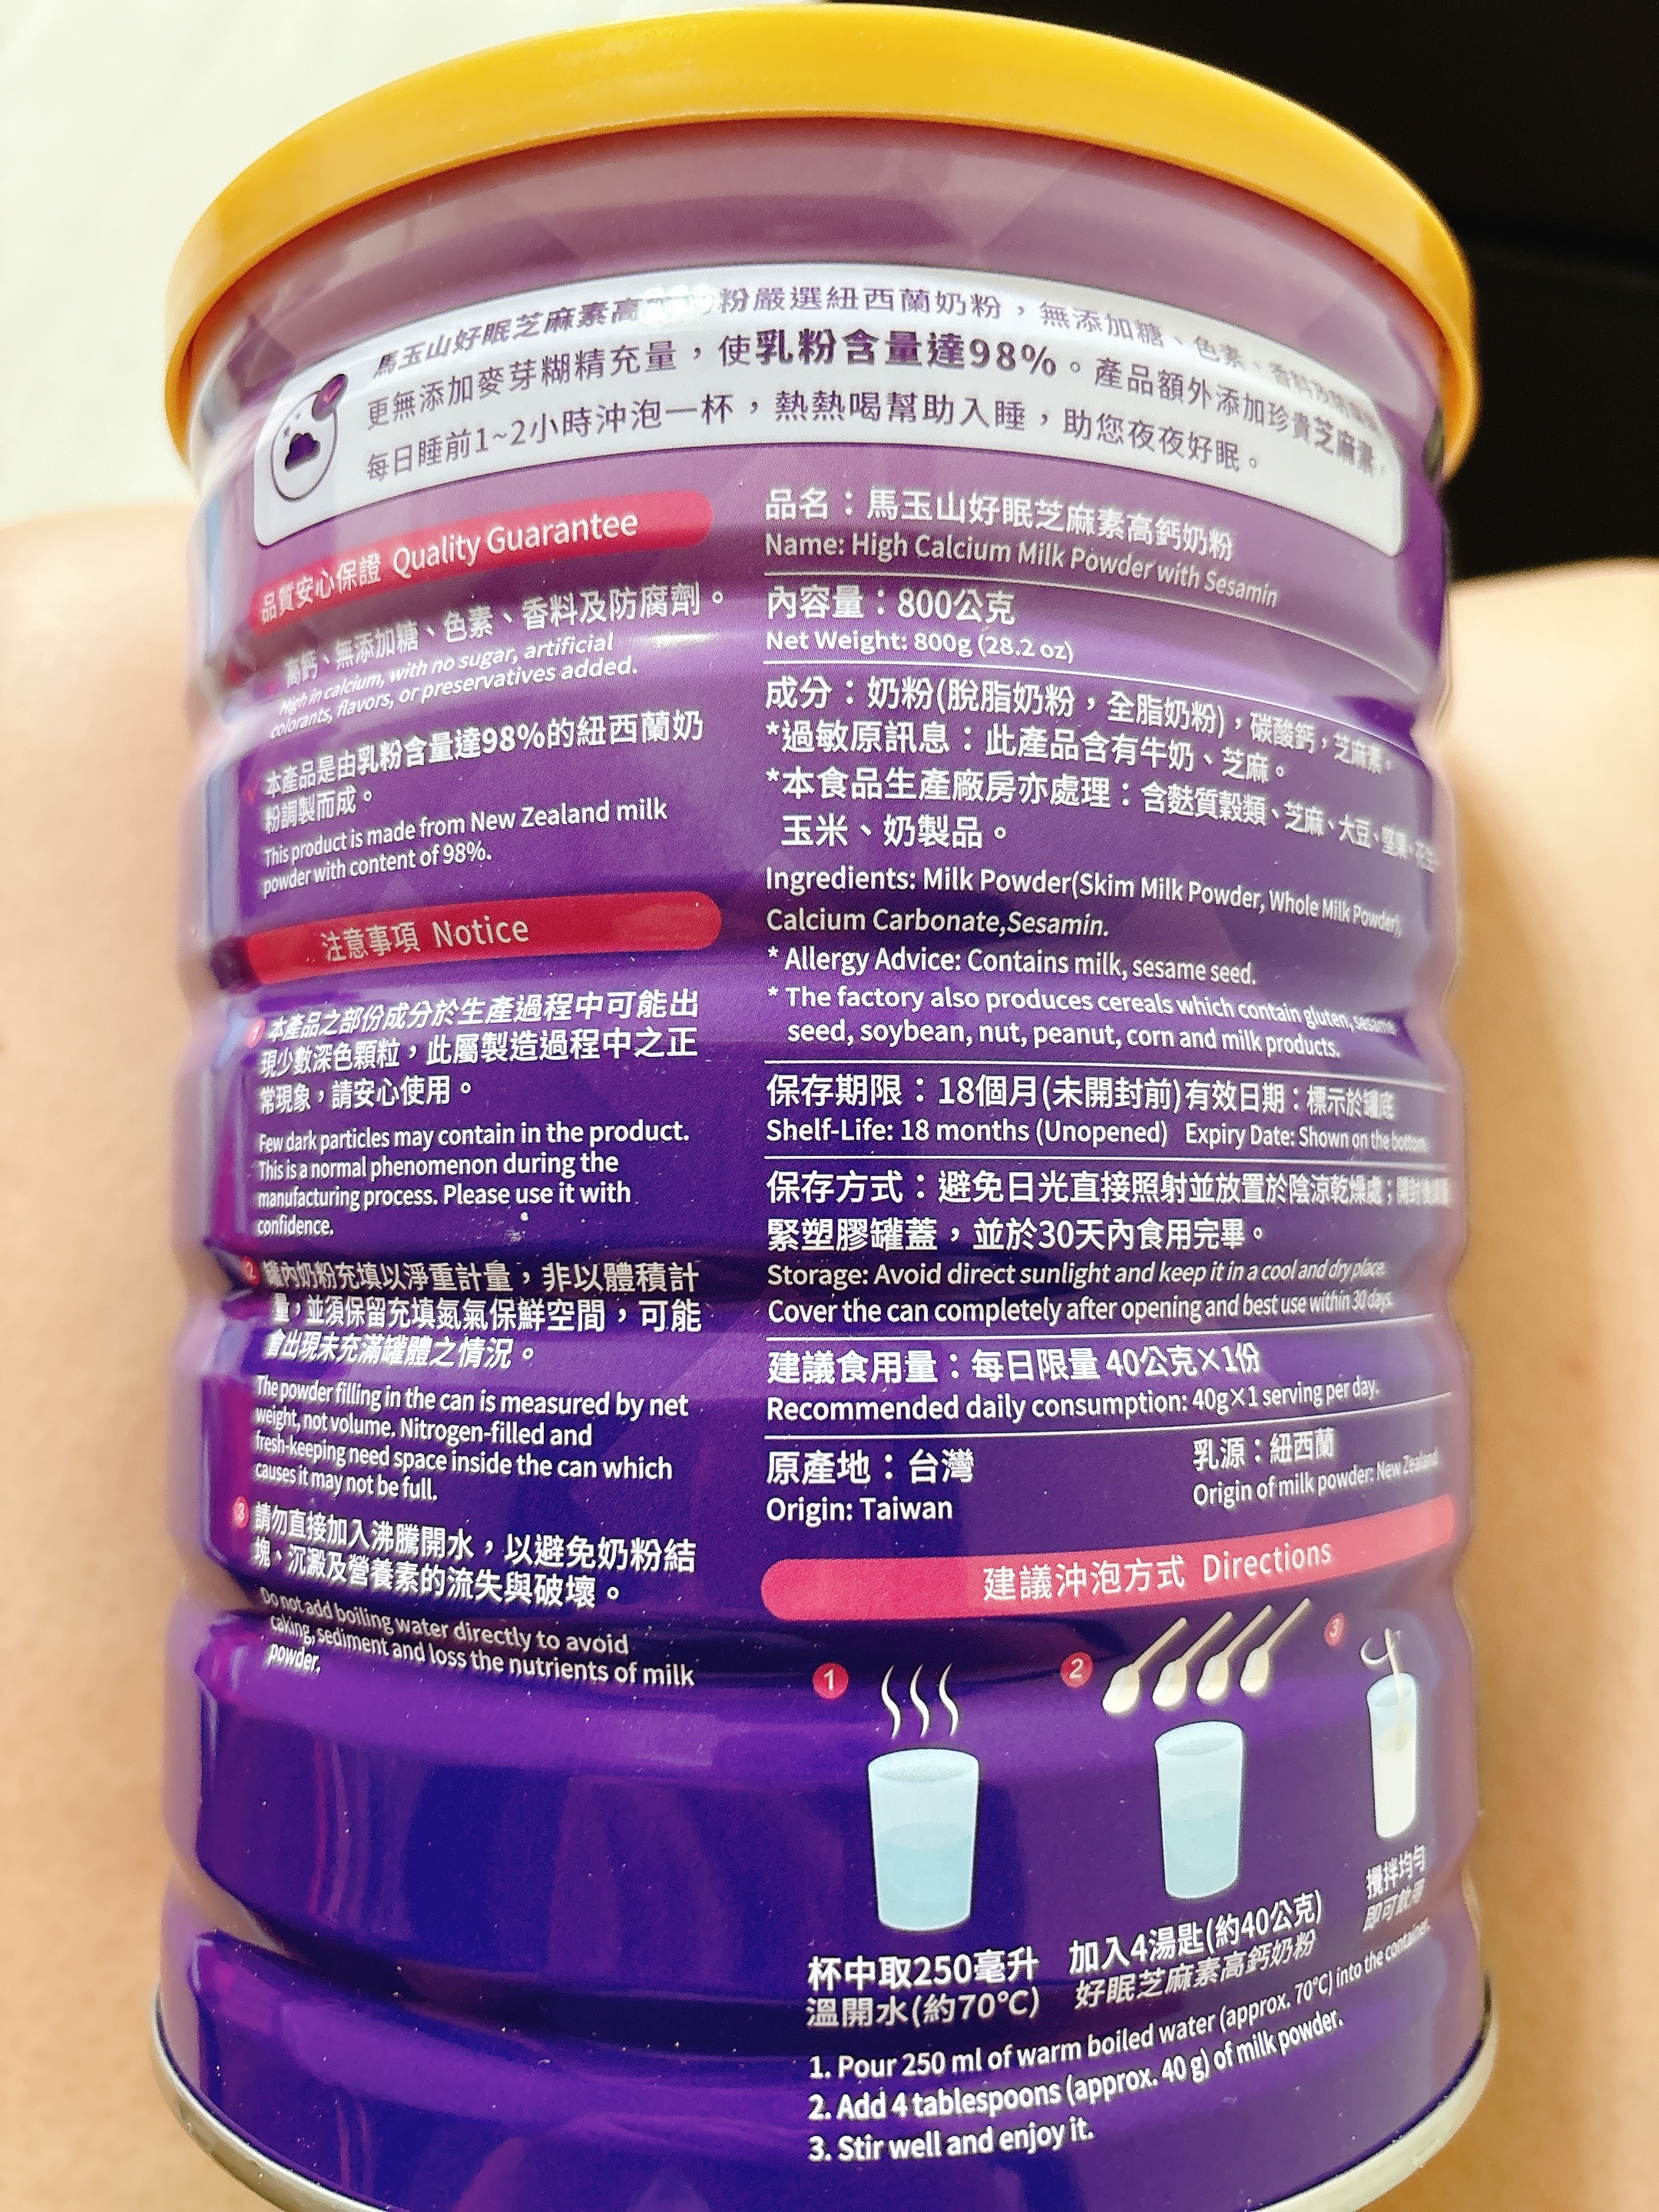 馬玉山好眠芝麻素高 粉嚴選紐西蘭奶粉，無添加糖、色素、香料及
更無添加麥芽糊精充量，使乳粉含量達98%。產品額外添加珍貴芝麻素，
每日睡前1~2小時沖泡一杯，熱熱喝幫助入睡，助您夜夜好眠。
品質安心保證 Quality Guarantee
高鈣、無添加糖、色素、香料及防腐劑。
High in calcium, with no sugar, artificial
colorants, flavors, or preservatives added.
本產品是由乳粉含量達98%的紐西蘭奶
粉調製而成。
This product is made from New Zealand milk
powder with content of 98%.
注意事項 Notice
1 本產品之部份成分於生產過程中可能出
現少數深色顆粒，此屬製造過程中之正
常現象，請安心使用。
Few dark particles may contain in the product.
This is a normal phenomenon during the
manufacturing process. Please use it with
confidence.
2 罐內奶粉充填以淨重計量，非以體積計
量，並須保留充填氮氣保鮮空間，可能
會出現未充滿罐體之情況。
The powder filling in the can is measured by net
weight, not volume. Nitrogen-filled and
fresh-keeping need space inside the can which
causes it may not be full.
3 請勿直接加入沸騰開水，以避免奶粉結
塊、沉澱及營養素的流失與破壞。
Do not add boiling water directly to avoid
caking, sediment and loss the nutrients of milk
powder.
品名：馬玉山好眠芝麻素高鈣奶粉
Name: High Calcium Milk Powder with Sesamin
內容量：800公克
Net Weight: 800g (28.2 oz)
成分：奶粉(脫脂奶粉，全脂奶粉)，碳酸鈣，芝麻素。
*過敏原訊息：此產品含有牛奶、芝麻。
*本食品生產廠房亦處理：含麩質穀類、芝麻、大豆、堅果、花生、
玉米、奶製品。
Ingredients: Milk Powder(Skim Milk Powder, Whole Milk Powder),
Calcium Carbonate,Sesamin.
* Allergy Advice: Contains milk, sesame seed.
* The factory also produces cereals which contain gluten, sesame
seed, soybean, nut, peanut, corn and milk products.
保存期限：18個月(未開封前) 有效日期：標示於罐底
Shelf-Life: 18 months (Unopened) Expiry Date: Shown on the bottom.
保存方式：避免日光直接照射並放置於陰涼乾燥處；開封後
緊塑膠罐蓋，並於30天內食用完畢。
Storage: Avoid direct sunlight and keep it in a cool and dry place.
Cover the can completely after opening and best use within 30 days.
建議食用量：每日限量 40公克×1份
Recommended daily consumption: 40g×1 serving per day.
原產地：台灣 乳源：紐西蘭
Origin: Taiwan Origin of milk powder: New Zealand
建議沖泡方式 Directions
1 2 3
杯中取250毫升
溫開水(約70℃)
加入4湯匙(約40公克)
好眠芝麻素高鈣奶粉
攪拌均勻
即可飲用
1. Pour 250 ml of warm boiled water (approx. 70℃) into the container.
2. Add 4 tablespoons (approx. 40 g) of milk powder.
3. Stir well and enjoy it.